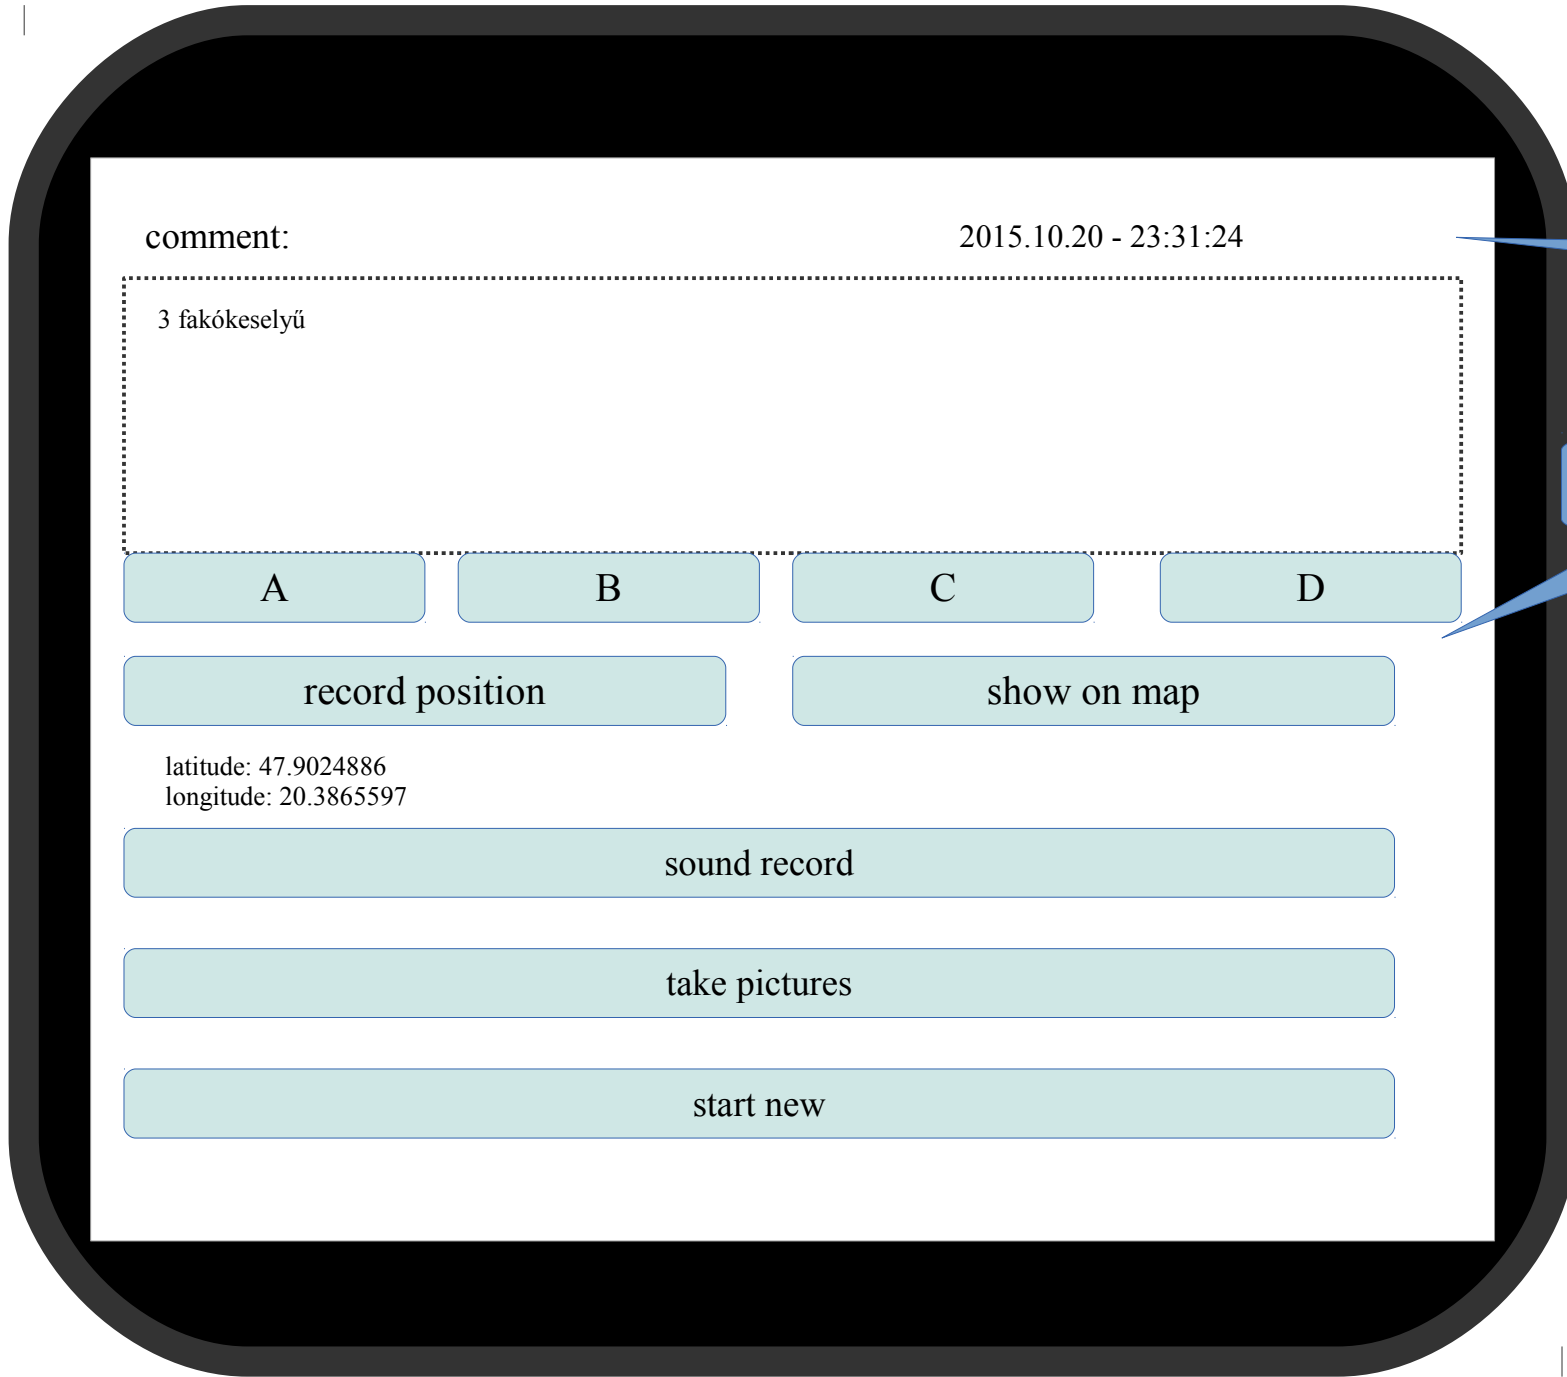 comment:
2015.10.20 - 23:31:24
3 fakókeselyű
A
B
C
D
record position
show on map
latitude: 47.9024886
longitude: 20.3865597
sound record
take pictures
start new